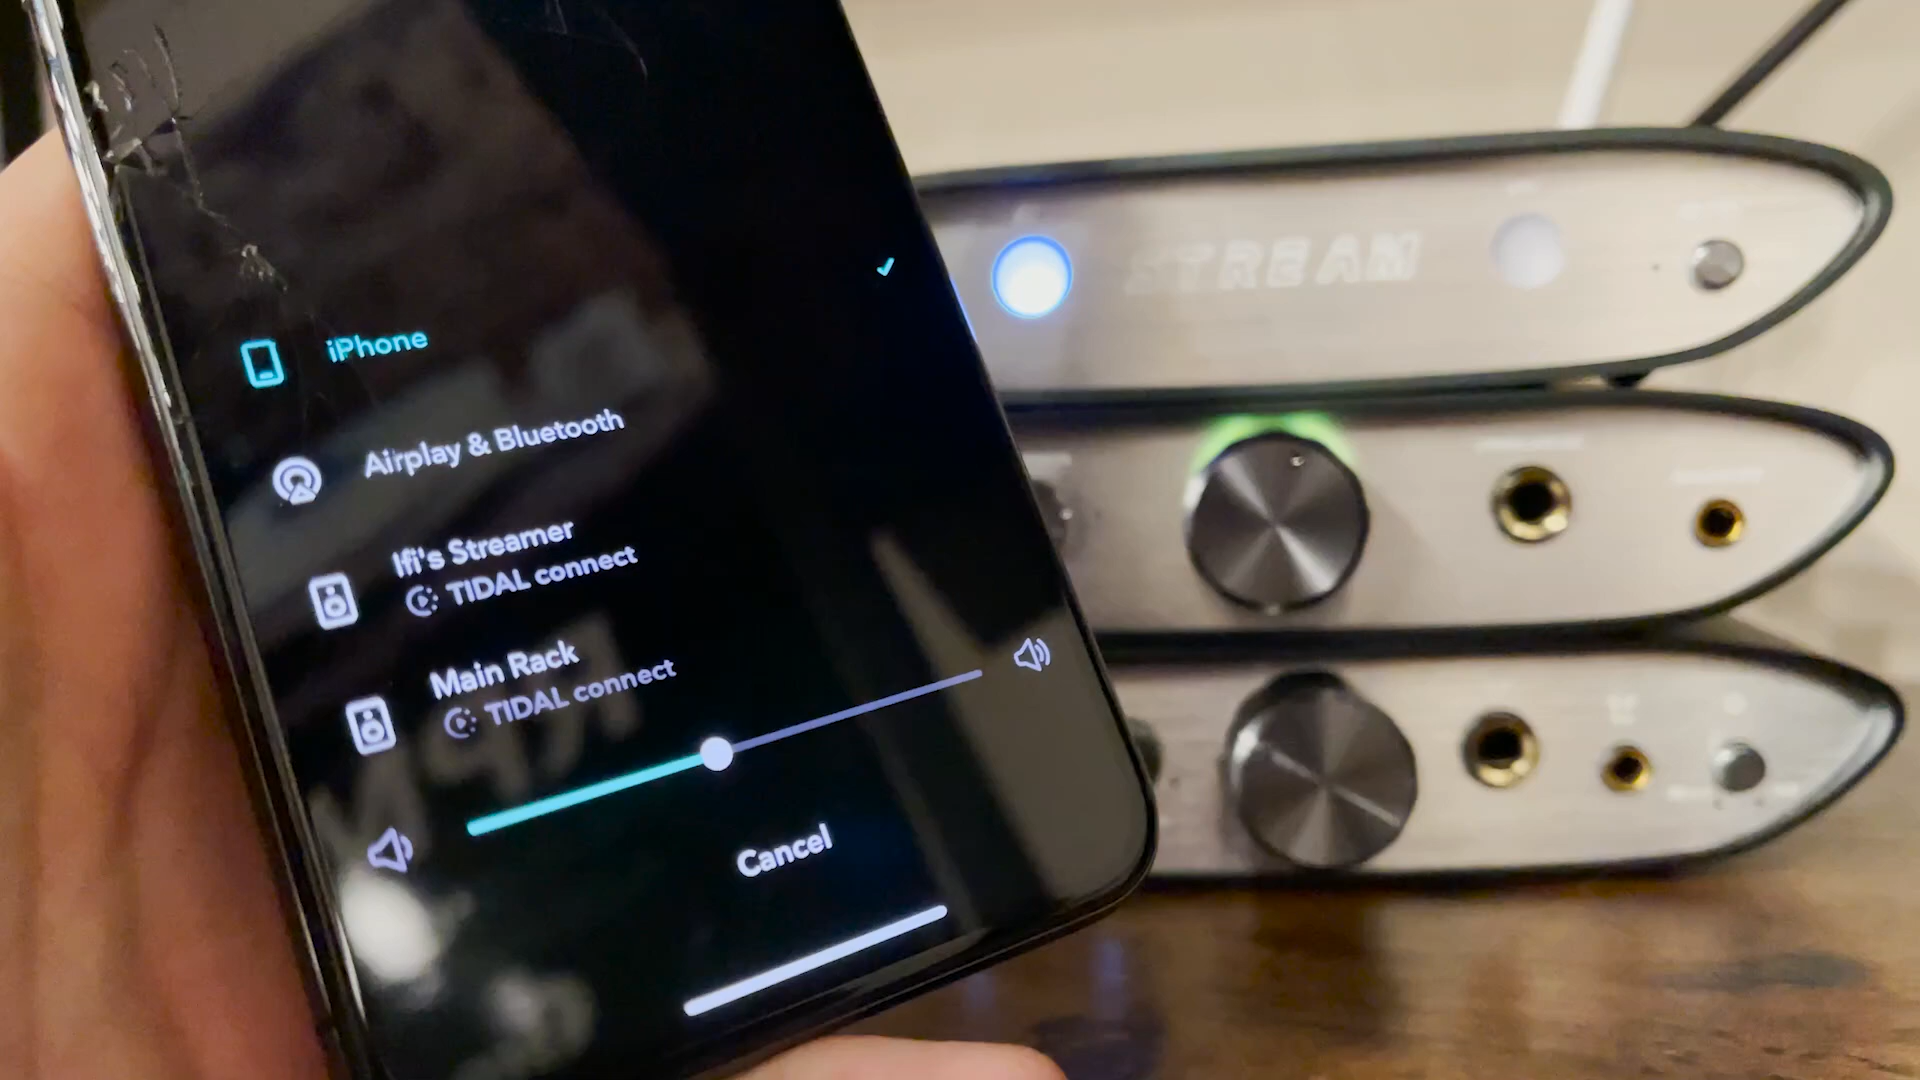 iPhone
Airplay & Bluetooth
Ifi's Streamer
TIDAL connect
Main Rack
TIDAL connect
Cancel
STREAM